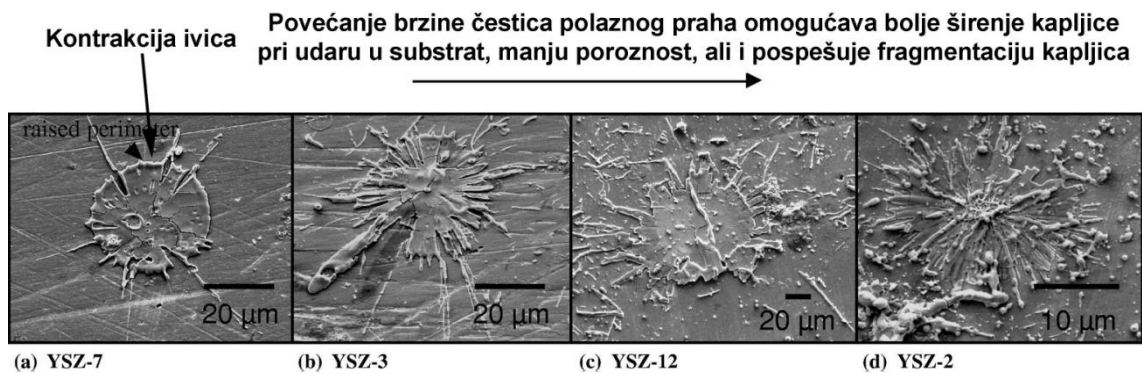 Kontrakcija ivica
Povećanje brzine čestica polaznog praha omogućava bolje širenje kapljice
pri udaru u substrat, manju poroznost, ali i pospešuje fragmentaciju kapljica
raised perimeter
20 µm
20 µm
20 µm
10 µm
(a) YSZ-7
(b) YSZ-3
(c) YSZ-12
(d) YSZ-2